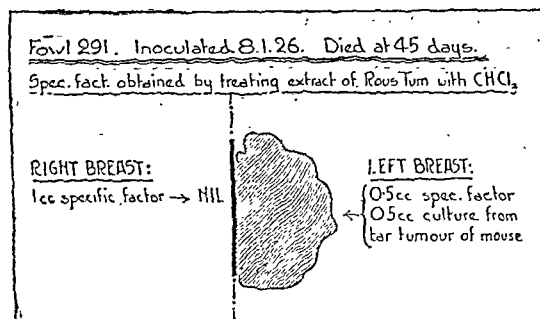 Fowl 291. Inoculated 8.1.26. Died at 45 days.
Spec. fact. obtained by treating extract of Rous Tum with CHCl₃
RIGHT BREAST:
1cc specific factor → NIL
LEFT BREAST:
0·5cc spec. factor
0·5cc culture from
tar tumour of mouse